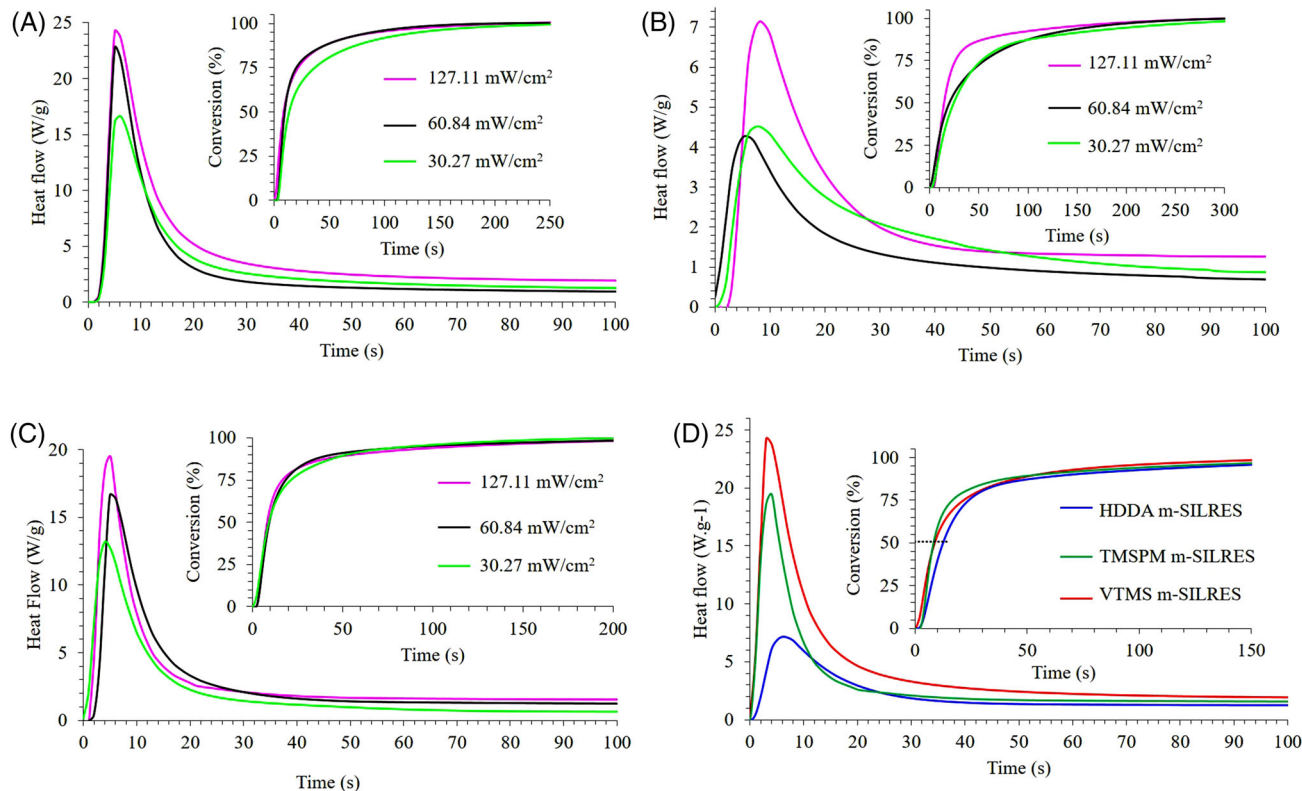 (A)
Heat flow (W/g)
25
20
15
10
5
0
0 10 20 30 40 50 60 70 80 90 100
Time (s)
Conversion (%)
100
75
50
25
0
0 50 100 150 200 250
Time (s)
127.11 mW/cm²
60.84 mW/cm²
30.27 mW/cm²
(B)
Heat flow (W/g)
7
6
5
4
3
2
1
0
0 10 20 30 40 50 60 70 80 90 100
Time (s)
Conversion (%)
100
75
50
25
0
0 50 100 150 200 250 300
Time (s)
127.11 mW/cm²
60.84 mW/cm²
30.27 mW/cm²
(C)
Heat Flow (W/g)
20
15
10
5
0
0 10 20 30 40 50 60 70 80 90 100
Time (s)
Conversion (%)
100
75
50
25
0
0 50 100 150 200
Time (s)
127.11 mW/cm²
60.84 mW/cm²
30.27 mW/cm²
(D)
Heat flow (W.g-1)
25
20
15
10
5
0
0 10 20 30 40 50 60 70 80 90 100
Time (s)
Conversion (%)
100
75
50
25
0
0 50 100 150
Time (s)
HDDA m-SILRES
TMSPM m-SILRES
VTMS m-SILRES